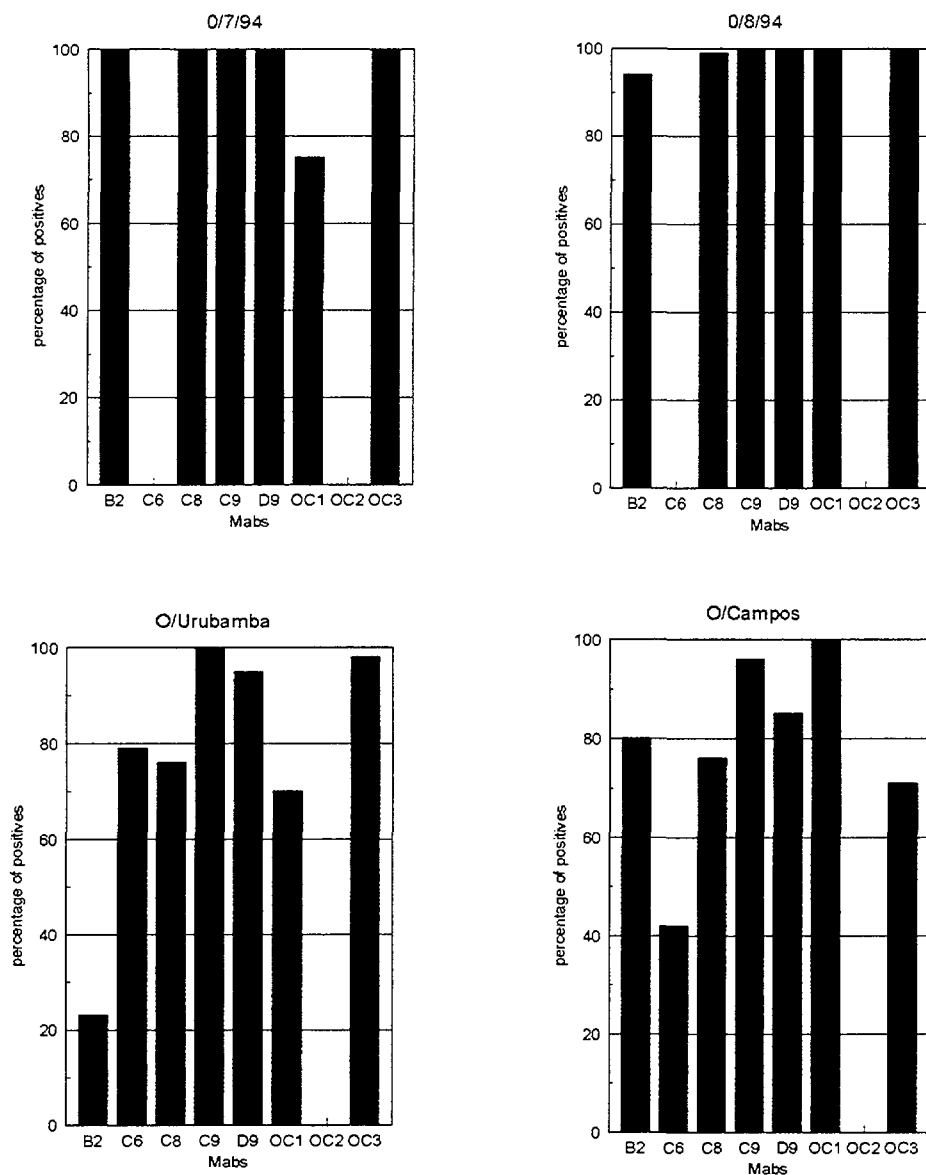 0/7/94
100
80
60
40
20
0
percentage of positives
B2 C6 C8 C9 D9 OC1 OC2 OC3
Mabs
0/8/94
100
80
60
40
20
0
percentage of positives
B2 C6 C8 C9 D9 OC1 OC2 OC3
Mabs
O/Urubamba
100
80
60
40
20
0
percentage of positives
B2 C6 C8 C9 D9 OC1 OC2 OC3
Mabs
O/Campos
100
80
60
40
20
0
percentage of positives
B2 C6 C8 C9 D9 OC1 OC2 OC3
Mabs